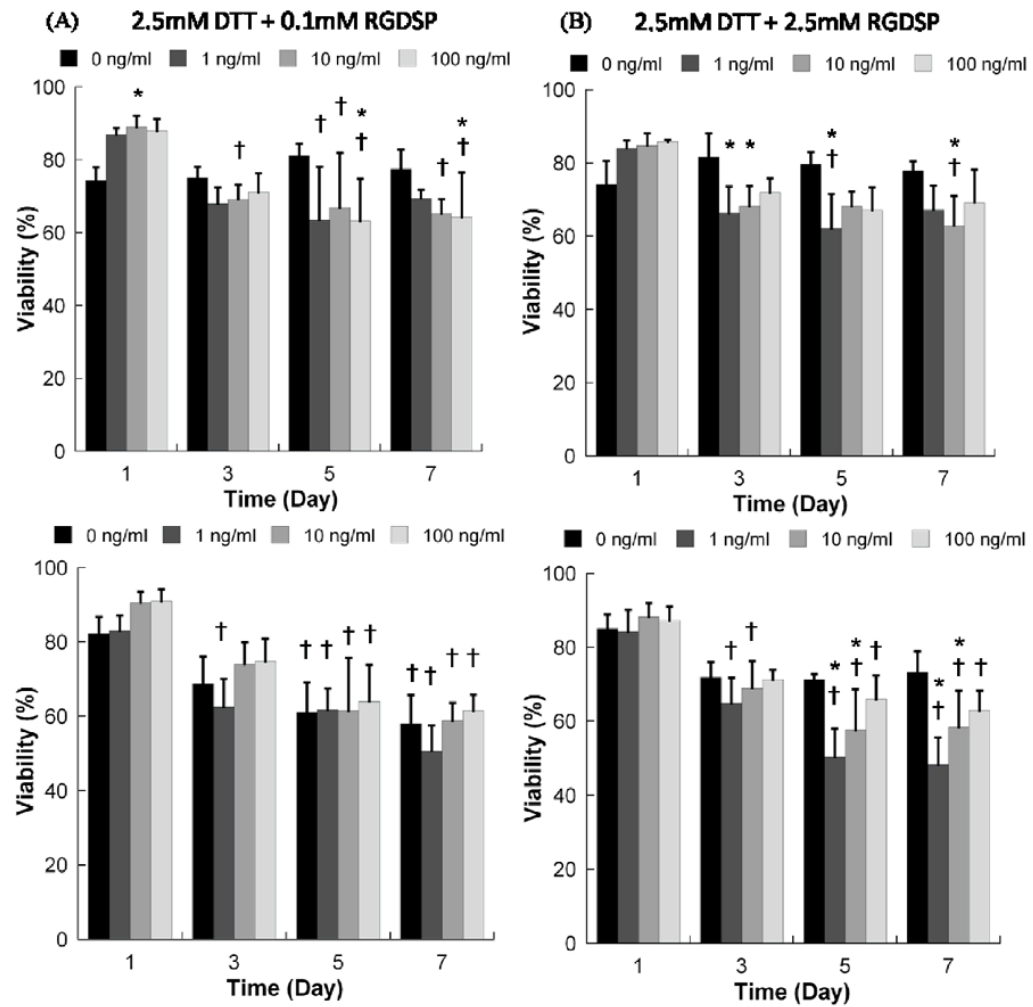 (A) 2.5mM DTT + 0.1mM RGDSP
0 ng/ml 1 ng/ml 10 ng/ml 100 ng/ml
100
80
60
40
20
0
Viability (%)
* † † † * † † * †
1 3 5 7
Time (Day)
(B) 2.5mM DTT + 2.5mM RGDSP
0 ng/ml 1 ng/ml 10 ng/ml 100 ng/ml
100
80
60
40
20
0
Viability (%)
* * * † * †
1 3 5 7
Time (Day)
0 ng/ml 1 ng/ml 10 ng/ml 100 ng/ml
100
80
60
40
20
0
Viability (%)
† † † † † † † † †
1 3 5 7
Time (Day)
0 ng/ml 1 ng/ml 10 ng/ml 100 ng/ml
100
80
60
40
20
0
Viability (%)
† † * † * † † * † * † †
1 3 5 7
Time (Day)